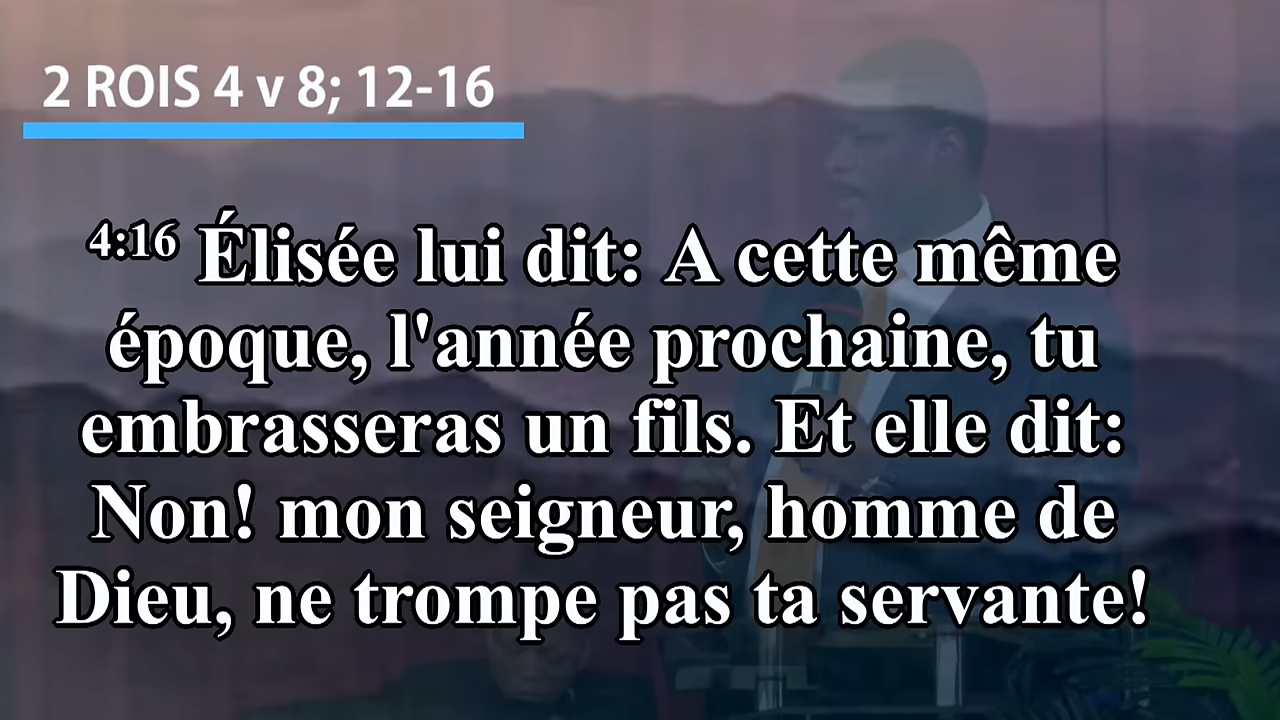 2 ROIS 4 v 8; 12-16
4:16 Élisée lui dit: A cette même
époque, l'année prochaine, tu
embrasseras un fils. Et elle dit:
Non! mon seigneur, homme de
Dieu, ne trompe pas ta servante!